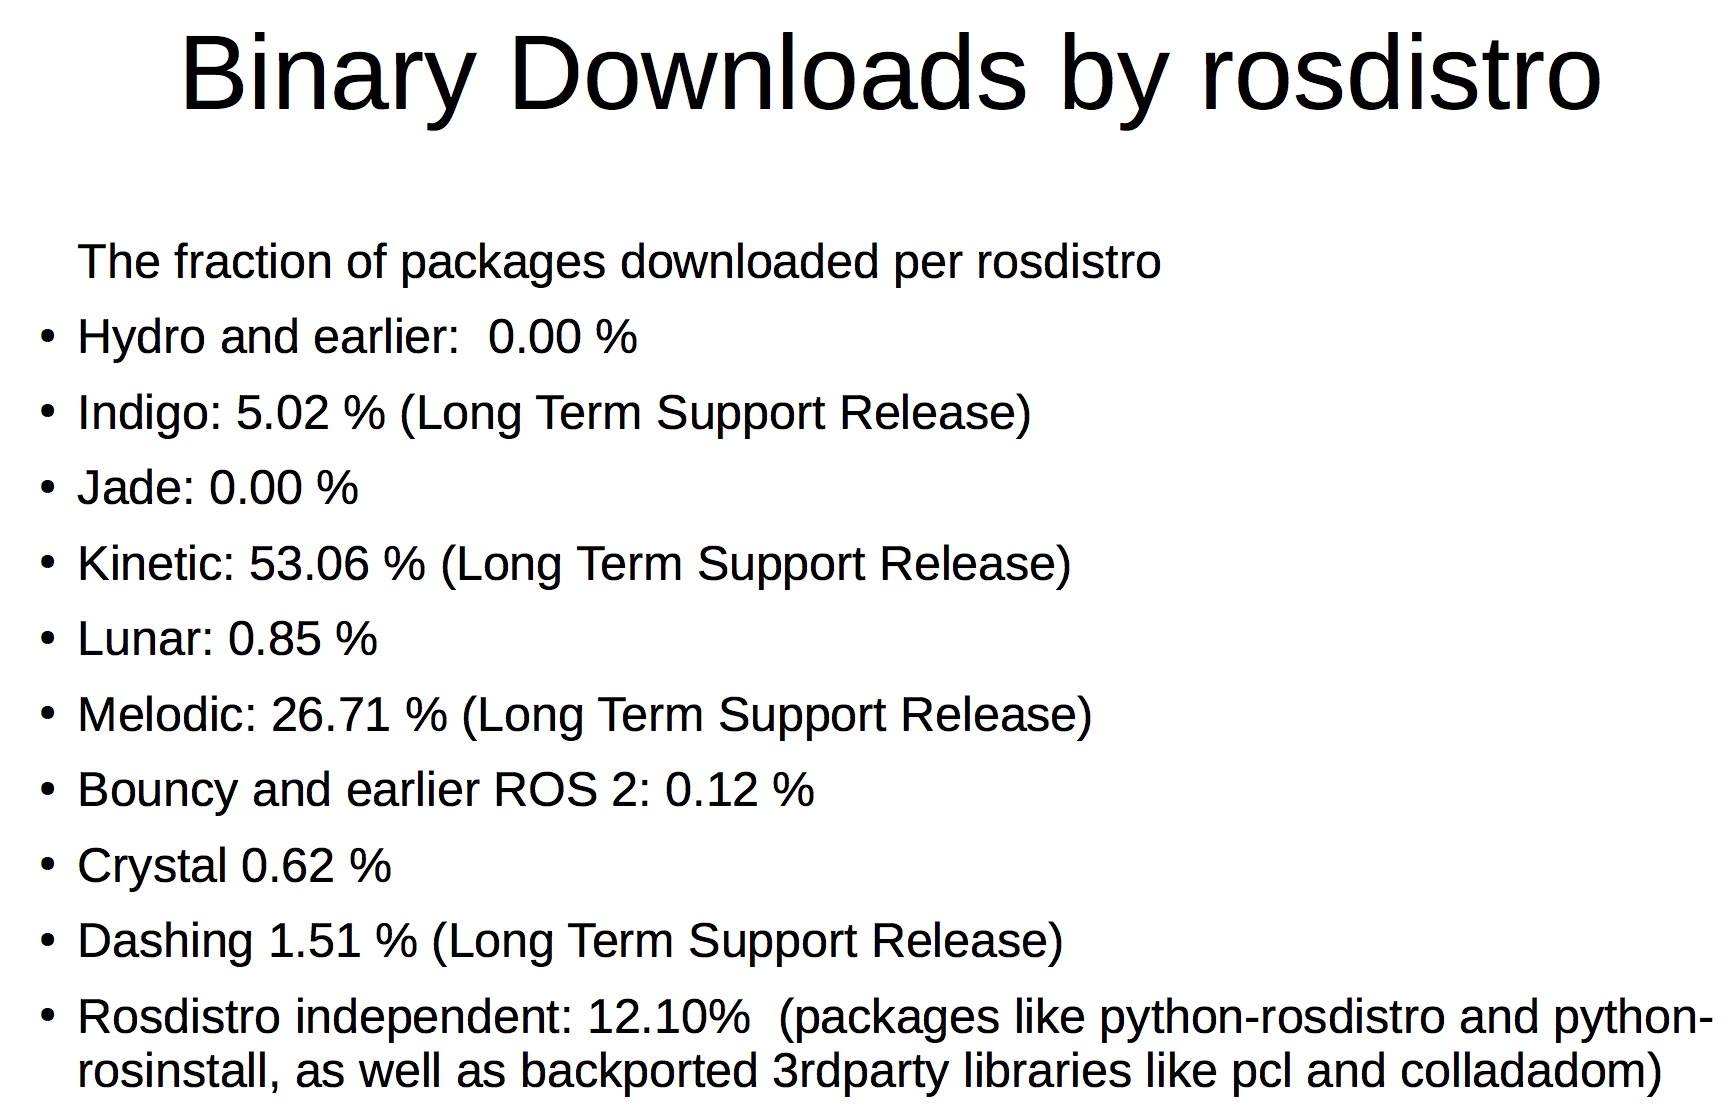 Binary Downloads by rosdistro
The fraction of packages downloaded per rosdistro
• Hydro and earlier:  0.00 %
• Indigo: 5.02 % (Long Term Support Release)
• Jade: 0.00 %
• Kinetic: 53.06 % (Long Term Support Release)
• Lunar: 0.85 %
• Melodic: 26.71 % (Long Term Support Release)
• Bouncy and earlier ROS 2: 0.12 %
• Crystal 0.62 %
• Dashing 1.51 % (Long Term Support Release)
• Rosdistro independent: 12.10%  (packages like python-rosdistro and python-
rosinstall, as well as backported 3rdparty libraries like pcl and colladadom)